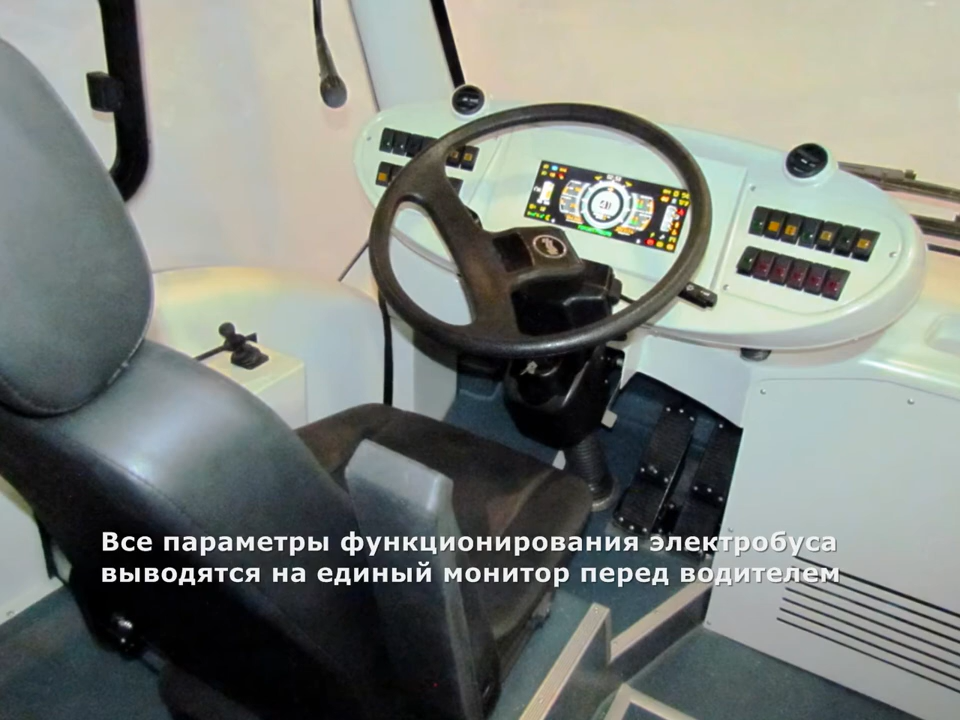 Все параметры функционирования электробуса
выводятся на единый монитор перед водителем